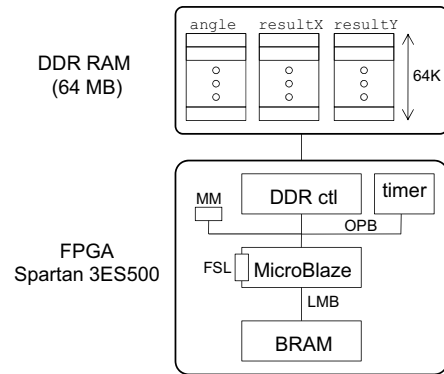 angle resultX resultY
DDR RAM
(64 MB)
64K
DDR ctl
timer
MM
OPB
FPGA
Spartan 3ES500
FSL
MicroBlaze
LMB
BRAM